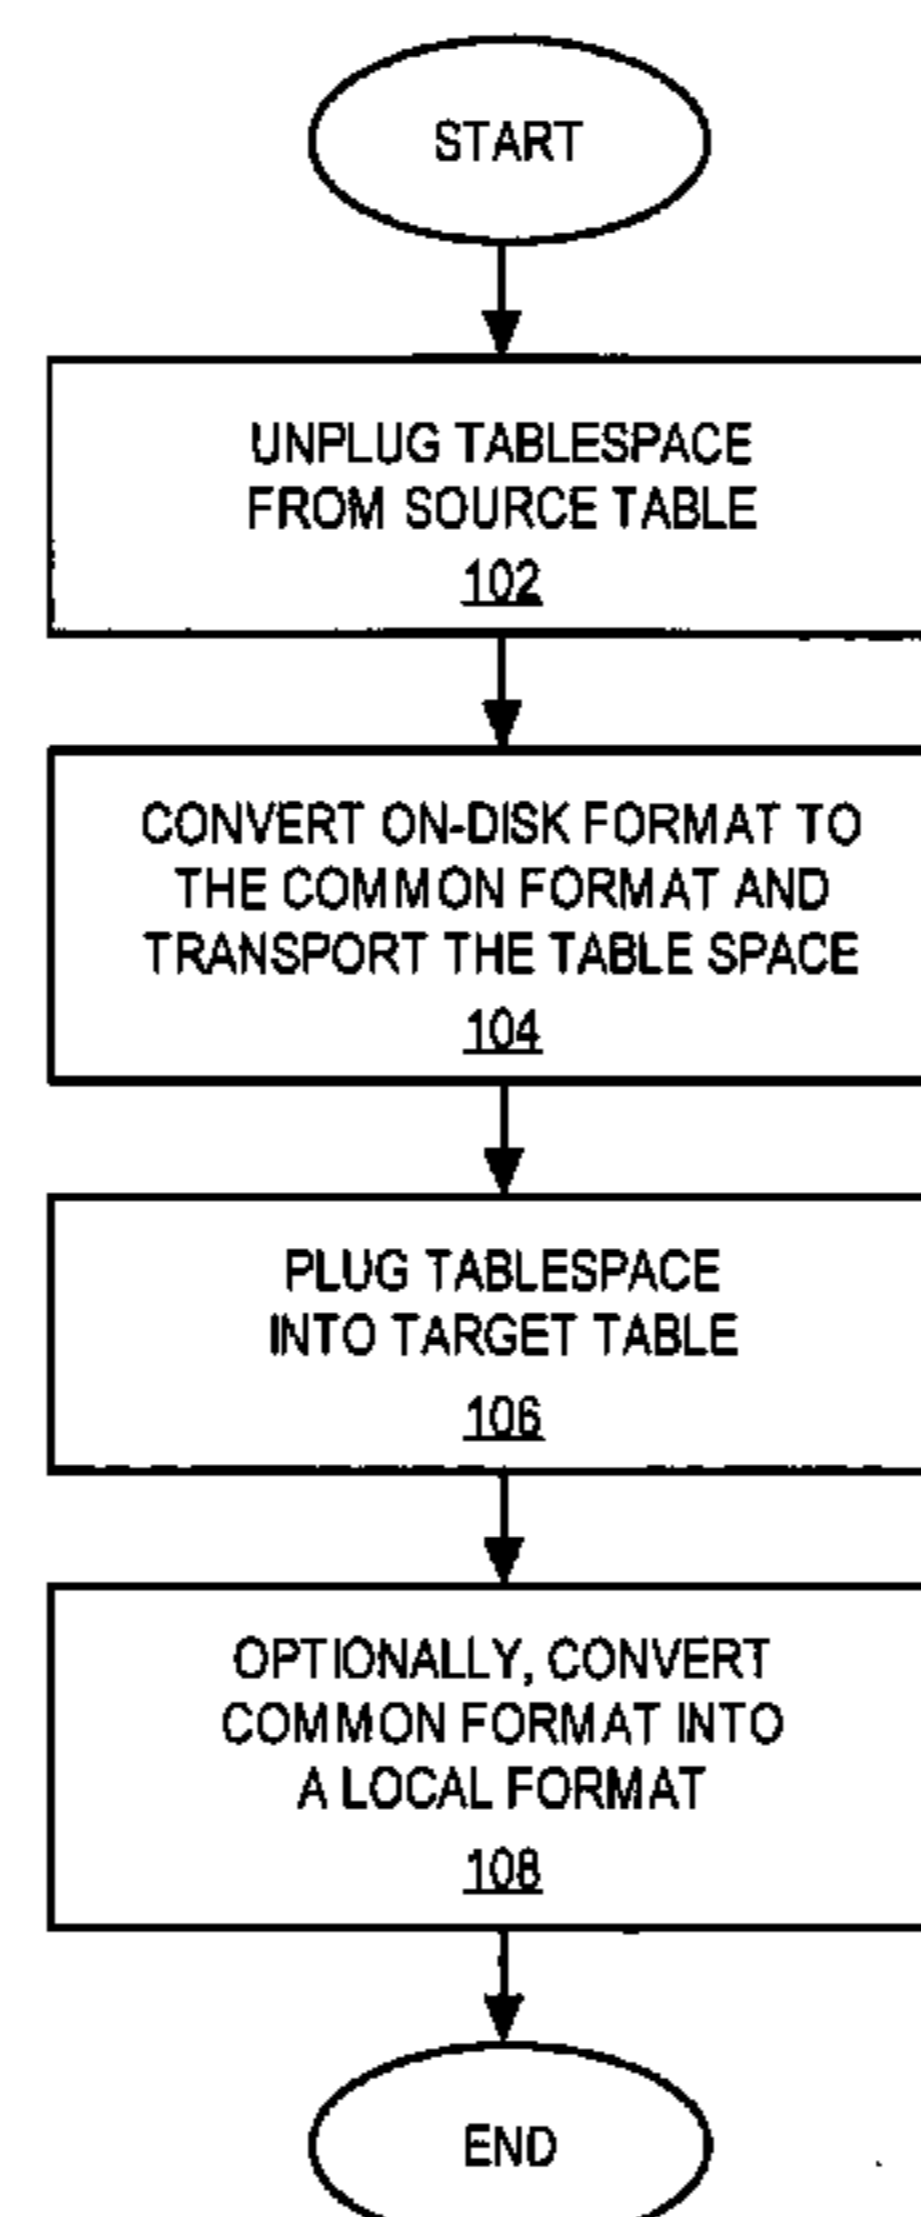 START
UNPLUG TABLESPACE
FROM SOURCE TABLE
102
CONVERT ON-DISK FORMAT TO
THE COMMON FORMAT AND
TRANSPORT THE TABLE SPACE
104
PLUG TABLESPACE
INTO TARGET TABLE
106
OPTIONALLY, CONVERT
COMMON FORMAT INTO
A LOCAL FORMAT
108
END